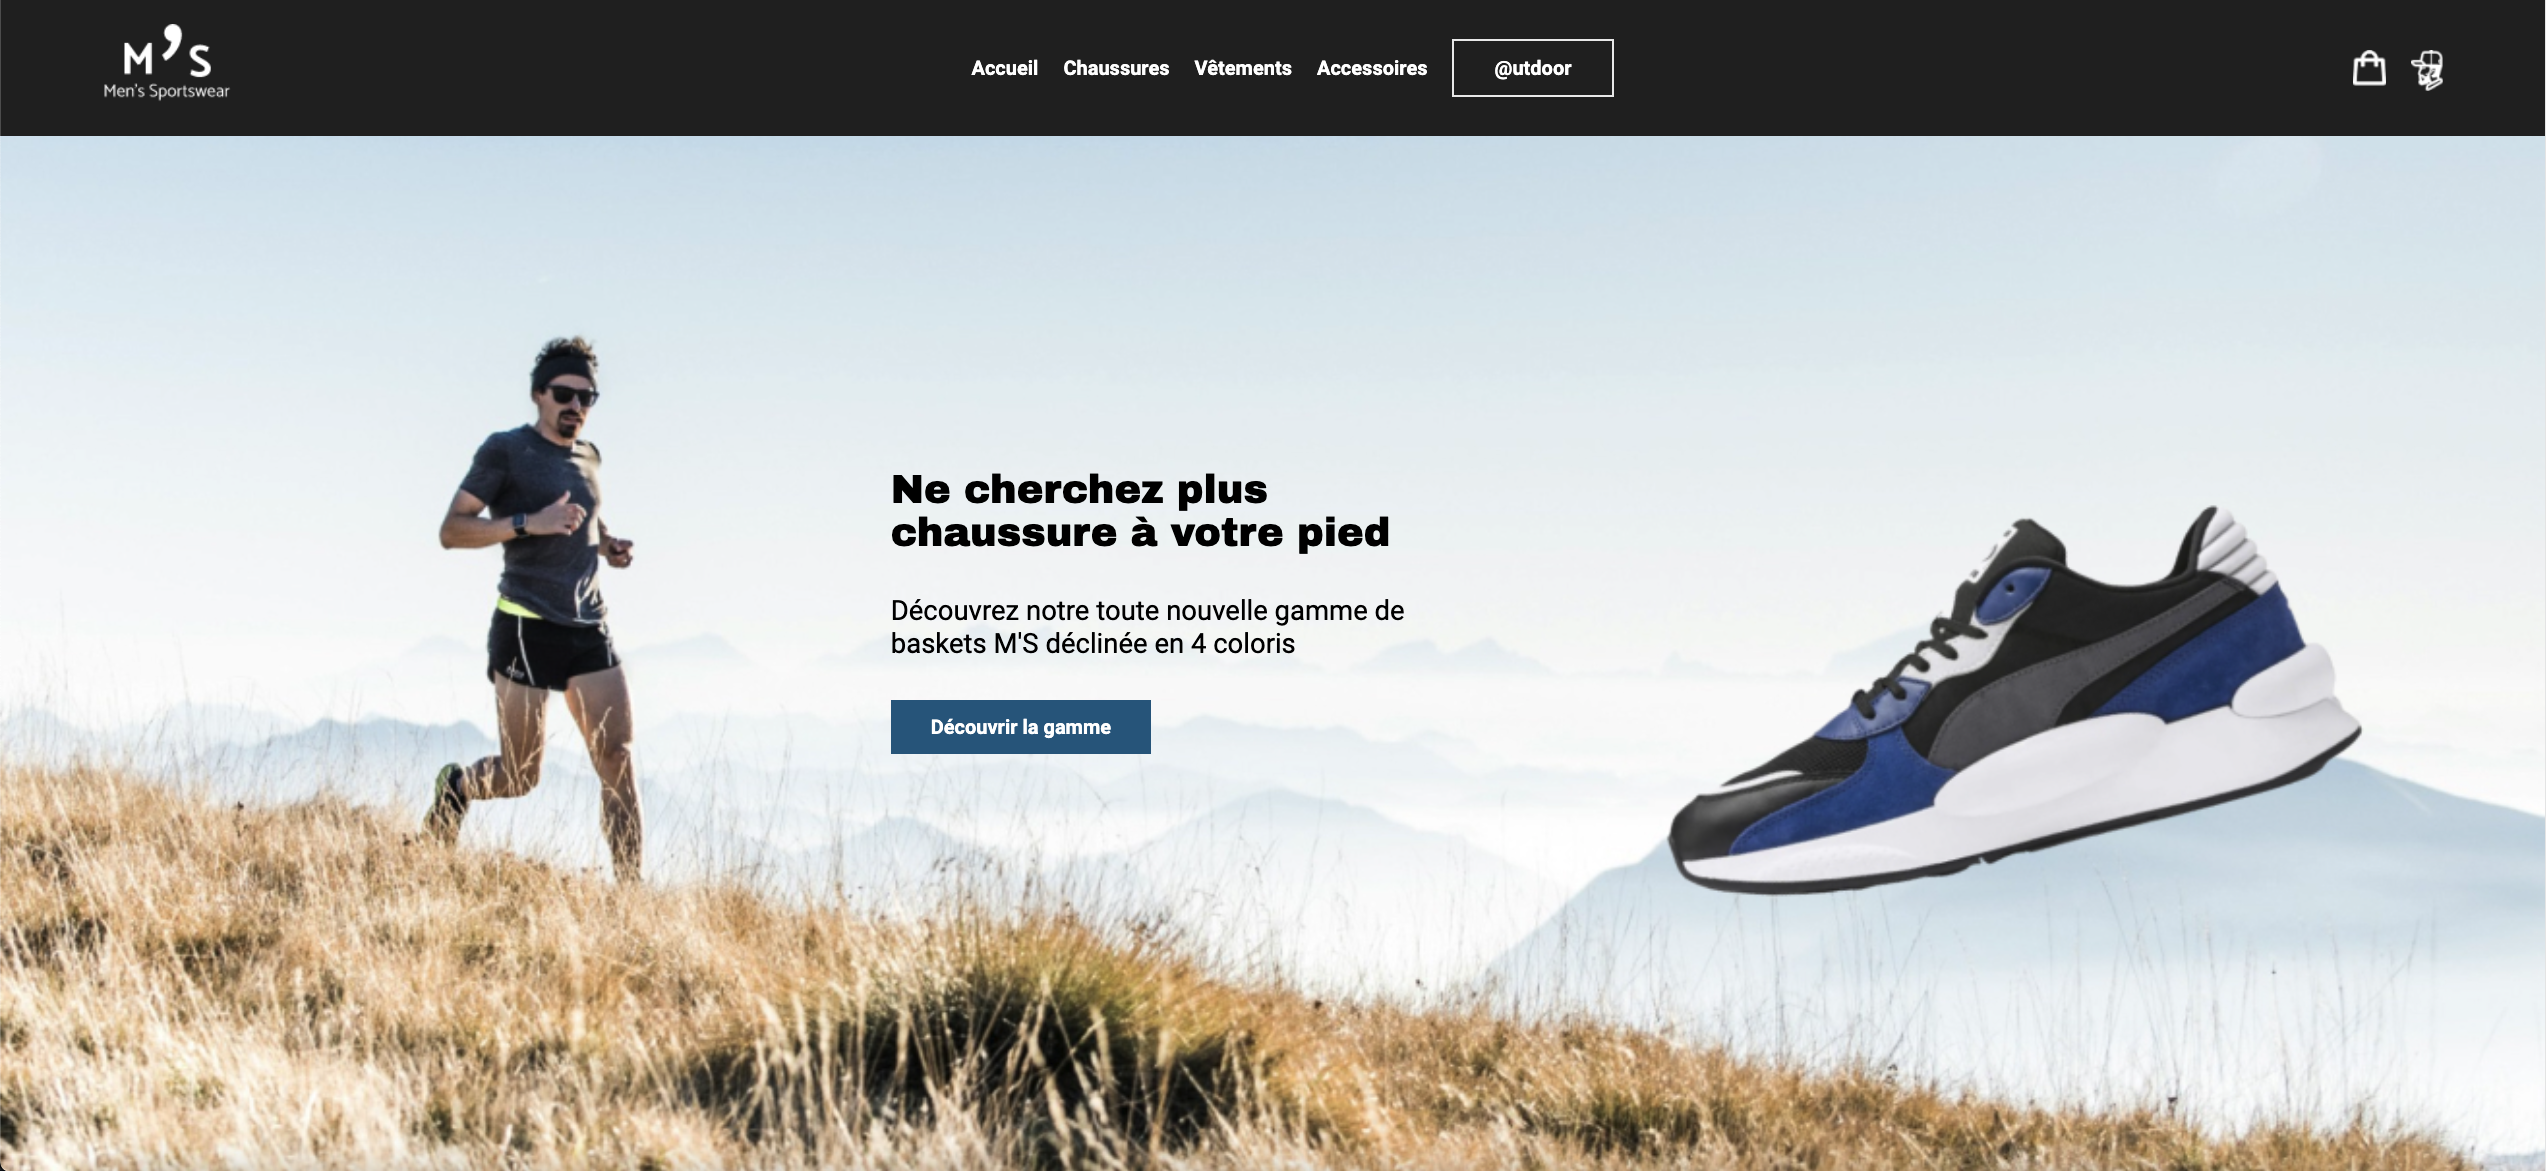 M'S
Men's Sportswear
Accueil
Chaussures
Vêtements
Accessoires
@utdoor
Ne cherchez plus
chaussure à votre pied
Découvrez notre toute nouvelle gamme de
baskets M'S déclinée en 4 coloris
Découvrir la gamme